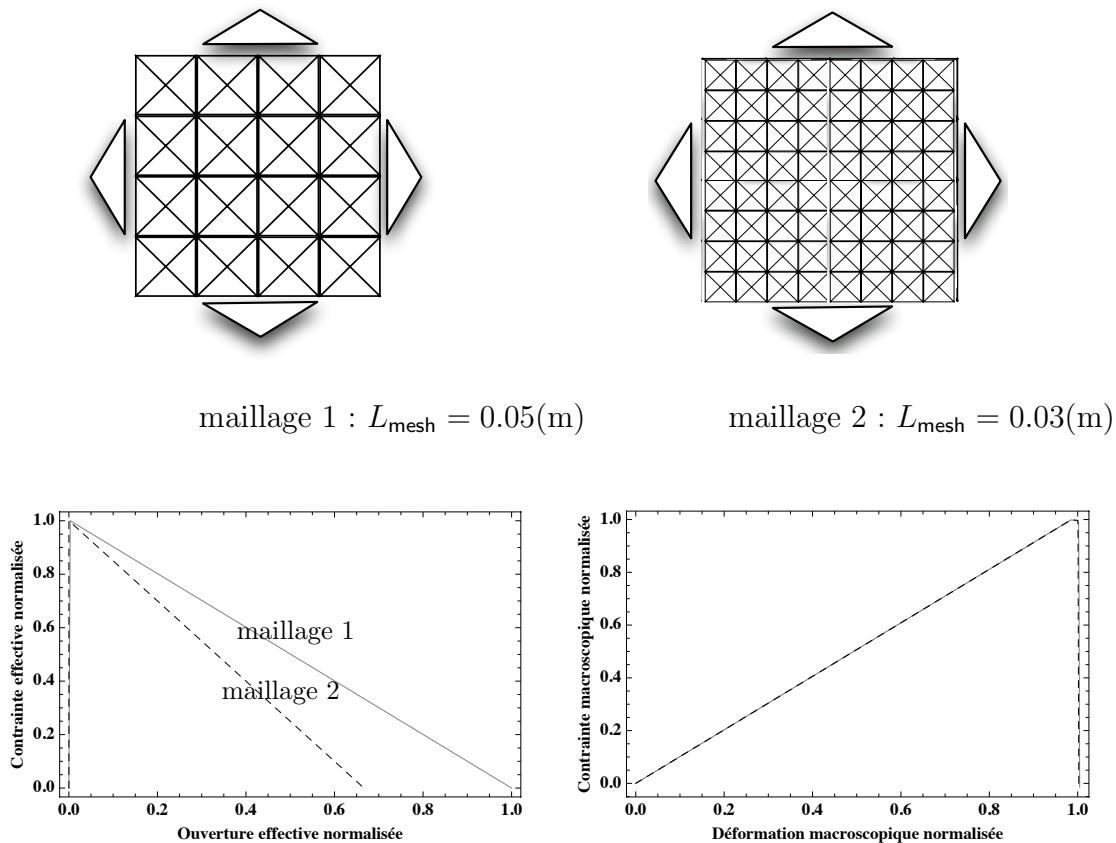 maillage 1 : Lmesh = 0.05(m)
maillage 2 : Lmesh = 0.03(m)
Contrainte effective normalisée
1.0
0.8
0.6
0.4
0.2
0.0
maillage 1
maillage 2
0.0 0.2 0.4 0.6 0.8 1.0
Ouverture effective normalisée
Contrainte macroscopique normalisée
1.0
0.8
0.6
0.4
0.2
0.0
0.0 0.2 0.4 0.6 0.8 1.0
Déformation macroscopique normalisée